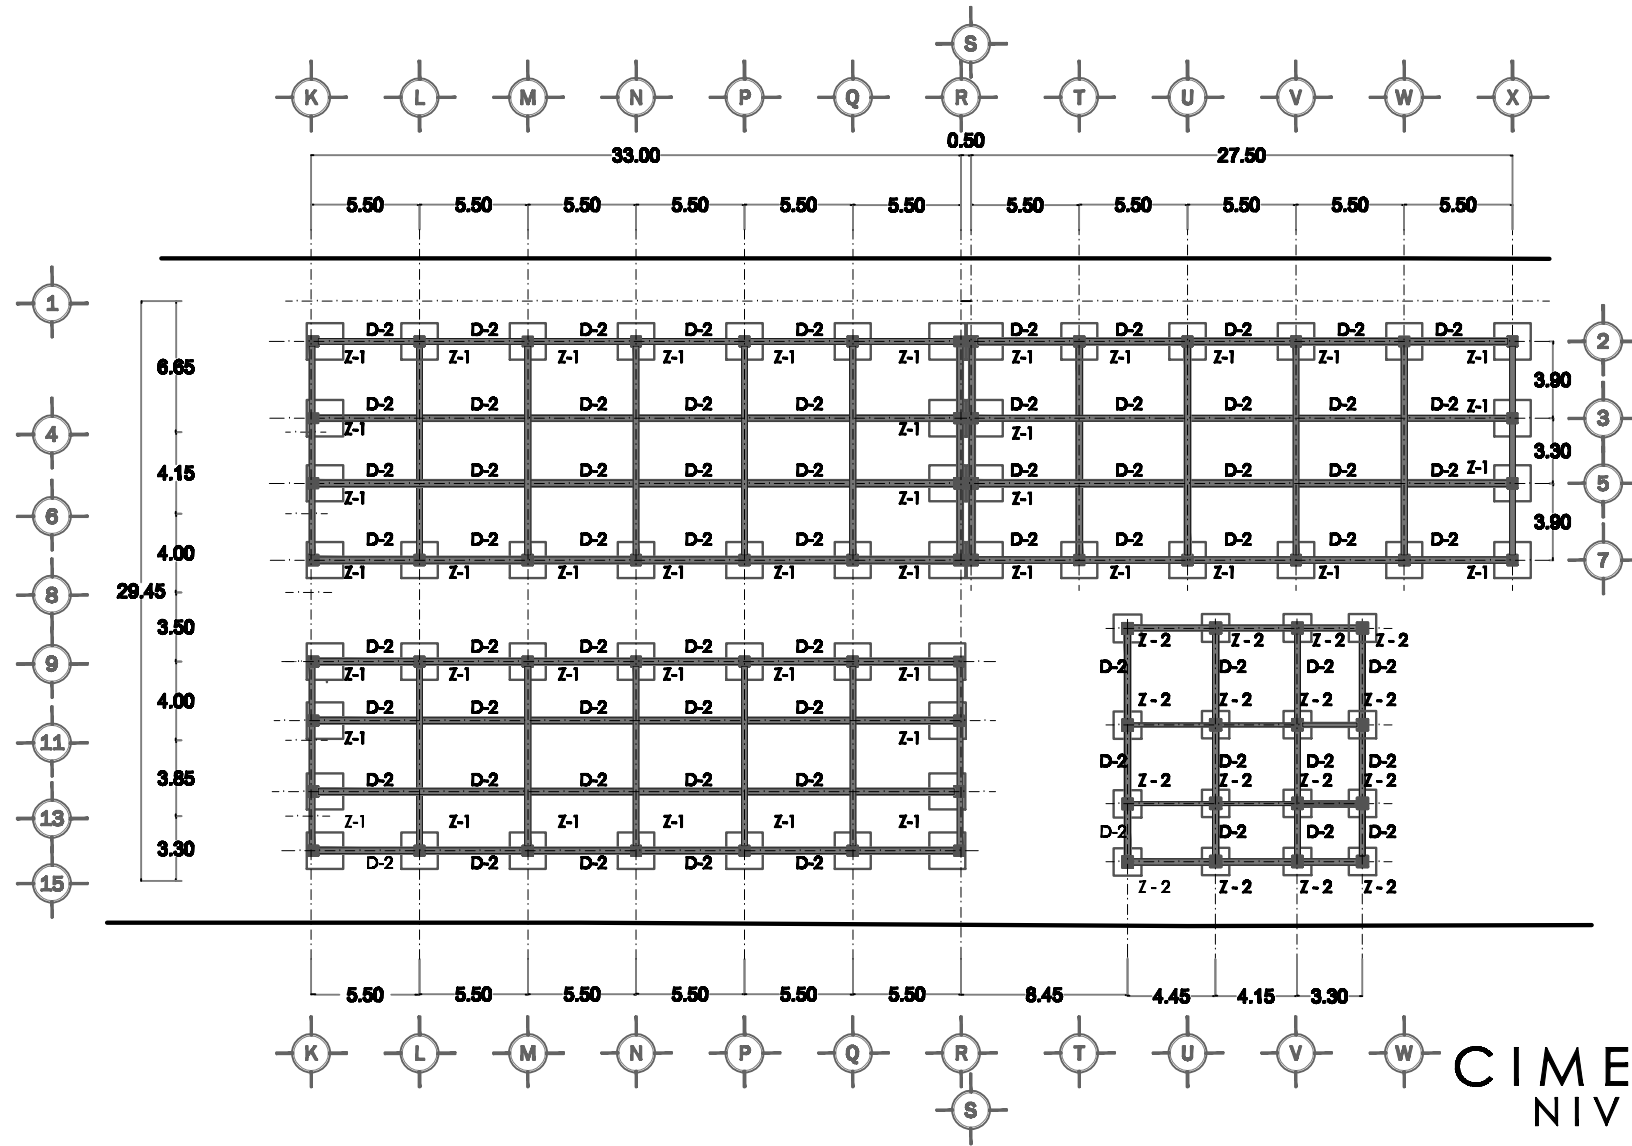 S
K L M N P Q R T U V W X
0.50
33.00 27.50
5.50 5.50 5.50 5.50 5.50 5.50 5.50 5.50 5.50 5.50 5.50
1
D-2 D-2 D-2 D-2 D-2 D-2 D-2 D-2 D-2 D-2 2
Z-1 Z-1 Z-1 Z-1 Z-1 Z-1 Z-1 Z-1 Z-1 Z-1 Z-1
6.65 3.90
D-2 D-2 D-2 D-2 D-2 D-2 D-2 D-2 D-2 D-2 Z-1
3
4 Z-1 Z-1 Z-1
3.30
4.15 D-2 D-2 D-2 D-2 D-2 D-2 D-2 D-2 D-2 D-2 Z-1
5
Z-1 Z-1 Z-1
6 3.90
D-2 D-2 D-2 D-2 D-2 D-2 D-2 D-2 D-2 D-2
4.00 7
Z-1 Z-1 Z-1 Z-1 Z-1 Z-1 Z-1 Z-1 Z-1 Z-1 Z-1
29.45
8
3.50
D-2 D-2 D-2 D-2 D-2 Z-2 Z-2 Z-2 Z-2
9
Z-1 Z-1 Z-1 Z-1 Z-1 Z-1 D-2 D-2 D-2 D-2
4.00 D-2 D-2 D-2 D-2 D-2 Z-2 Z-2 Z-2 Z-2
11 Z-1 Z-1
D-2 D-2 D-2 D-2
3.85 D-2 D-2 D-2 D-2 D-2 Z-2 Z-2 Z-2 Z-2
13 Z-1 Z-1 Z-1 Z-1 Z-1 Z-1
D-2 D-2 D-2 D-2
3.30
D-2 D-2 D-2 D-2 D-2
15 Z-2 Z-2 Z-2 Z-2
5.50 5.50 5.50 5.50 5.50 5.50 8.45 4.45 4.15 3.30
K L M N P Q R T U V W
S
CIME
NIV